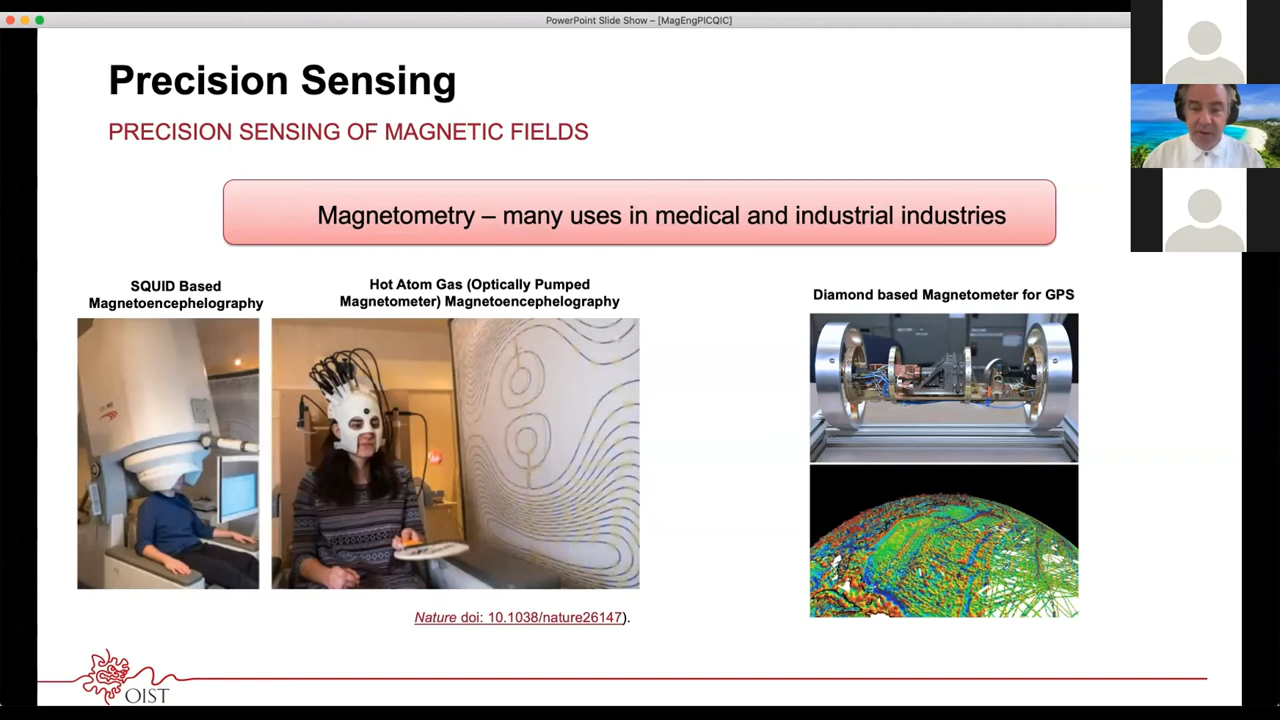 PowerPoint Slide Show – [MagEngPICQIC]
Precision Sensing
PRECISION SENSING OF MAGNETIC FIELDS
Magnetometry – many uses in medical and industrial industries
SQUID Based
Magnetoencephelography
Hot Atom Gas (Optically Pumped
Magnetometer) Magnetoencephelography
Diamond based Magnetometer for GPS
Nature doi: 10.1038/nature26147).
OIST